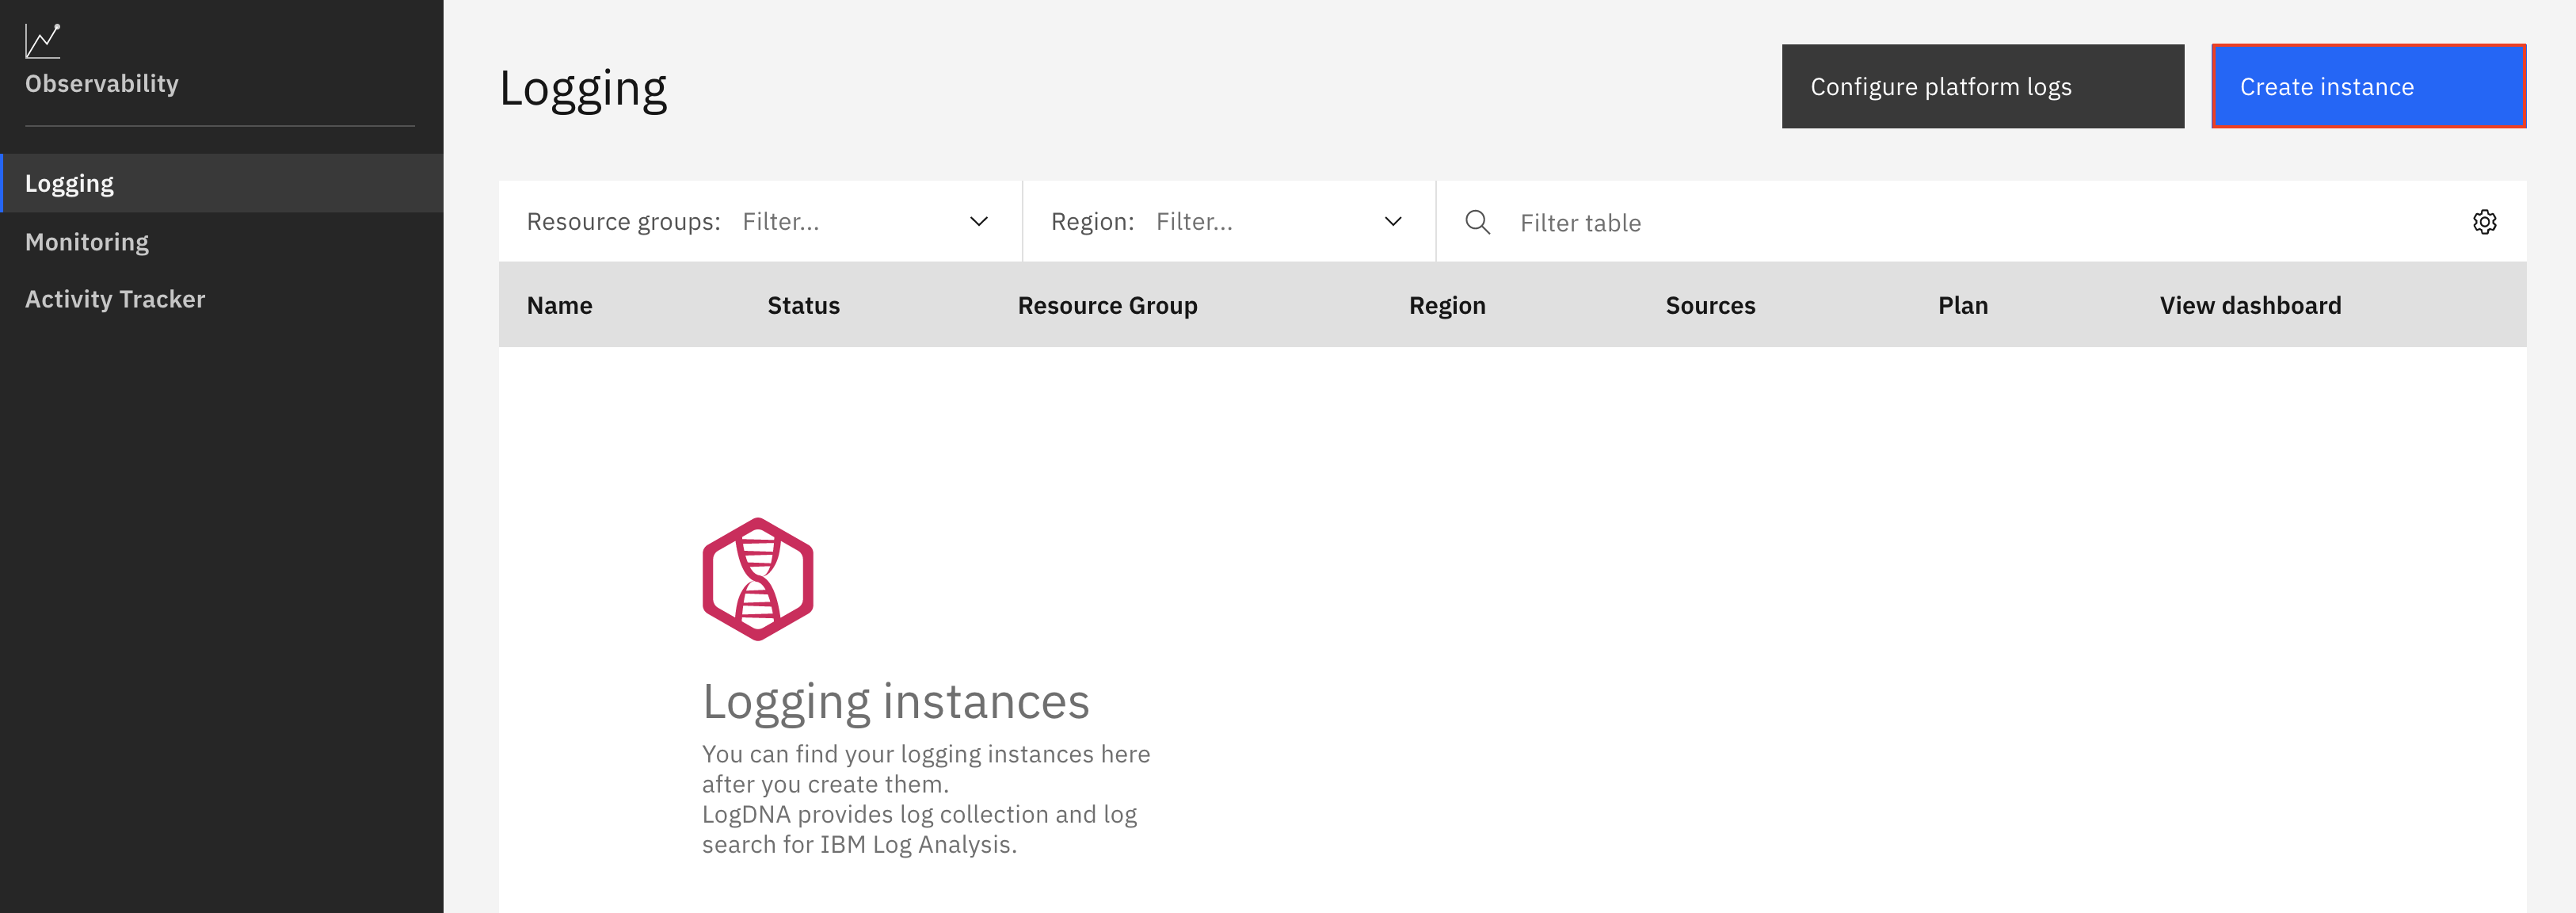 Observability
Logging
Monitoring
Activity Tracker
Logging
Configure platform logs
Create instance
Resource groups: Filter...
Region: Filter...
Filter table
Name Status Resource Group Region Sources Plan View dashboard
Logging instances
You can find your logging instances here
after you create them.
LogDNA provides log collection and log
search for IBM Log Analysis.